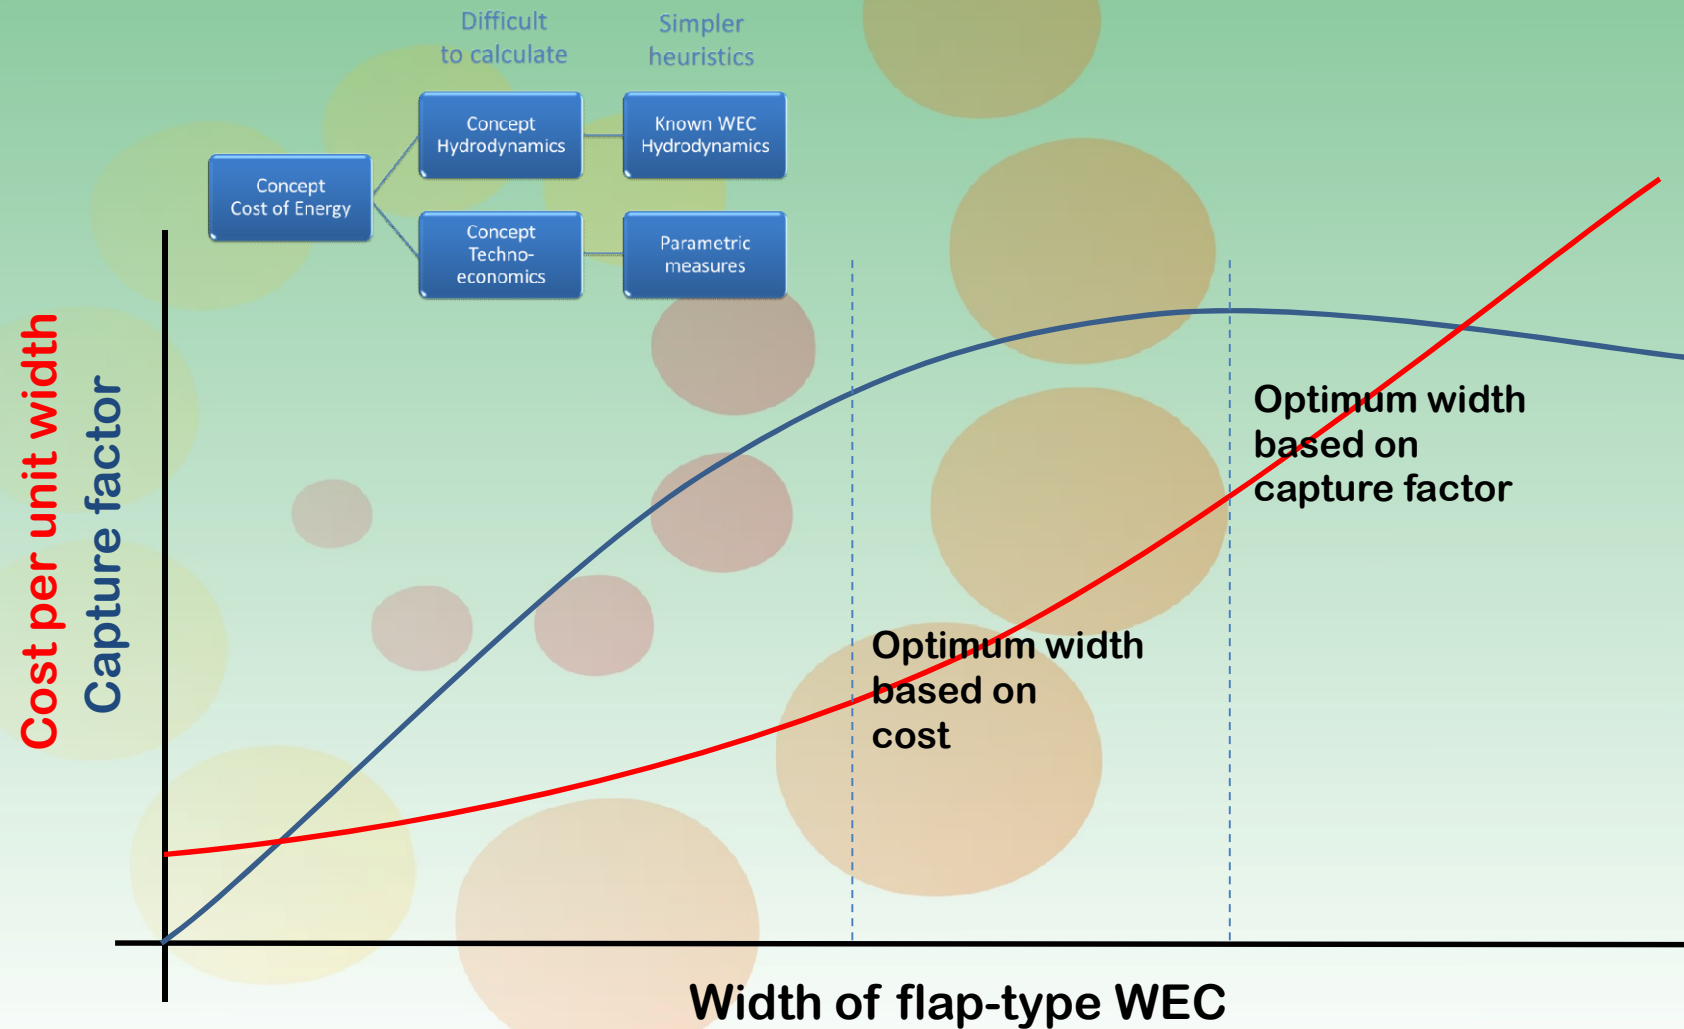 Difficult
to calculate
Simpler
heuristics
Concept
Cost of Energy
Concept
Hydrodynamics
Known WEC
Hydrodynamics
Concept
Techno-
economics
Parametric
measures
Cost per unit width
Capture factor
Optimum width
based on
capture factor
Optimum width
based on
cost
Width of flap-type WEC